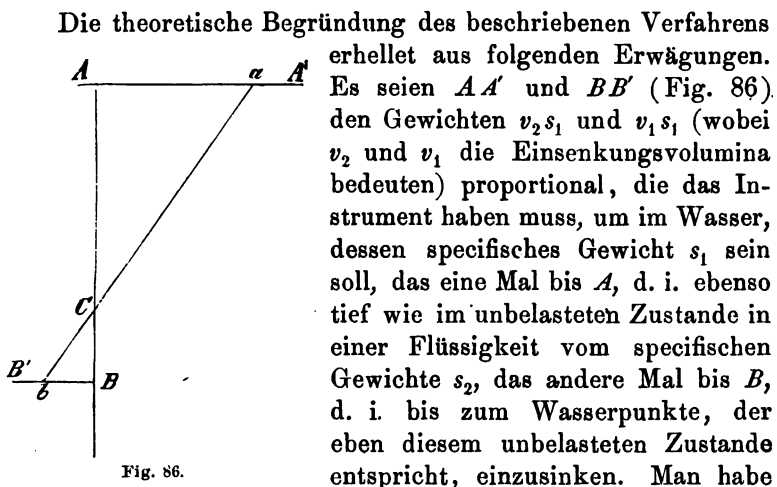 Die theoretische Begründung des beschriebenen Verfahrens
erhellet aus folgenden Erwägungen.
Es seien A A′ und BB′ (Fig. 86)
den Gewichten v₂s₁ und v₁s₁ (wobei
v₂ und v₁ die Einsenkungsvolumina
bedeuten) proportional, die das In-
strument haben muss, um im Wasser,
dessen specifisches Gewicht s₁ sein
soll, das eine Mal bis A, d. i. ebenso
tief wie im unbelasteten Zustande in
einer Flüssigkeit vom specifischen
Gewichte s₂, das andere Mal bis B,
d. i. bis zum Wasserpunkte, der
eben diesem unbelasteten Zustande
entspricht, einzusinken. Man habe
A a A′
C
B′ b B
Fig. 86.